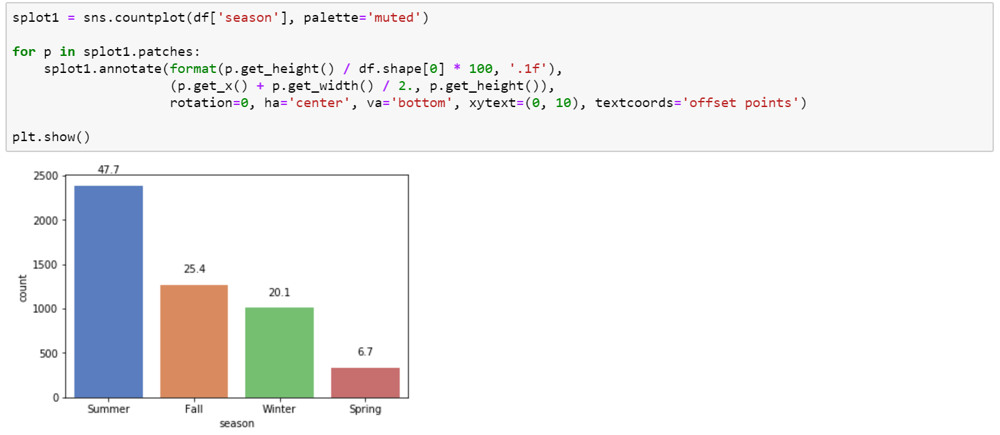 splot1 = sns.countplot(df['season'], palette='muted')
for p in splot1.patches:
    splot1.annotate(format(p.get_height() / df.shape[0] * 100, '.1f'),
                    (p.get_x() + p.get_width() / 2., p.get_height()),
                    rotation=0, ha='center', va='bottom', xytext=(0, 10), textcoords='offset points')
plt.show()
47.7
2500
2000
1500
25.4
20.1
1000
count
6.7
500
0
Summer Fall Winter Spring
season